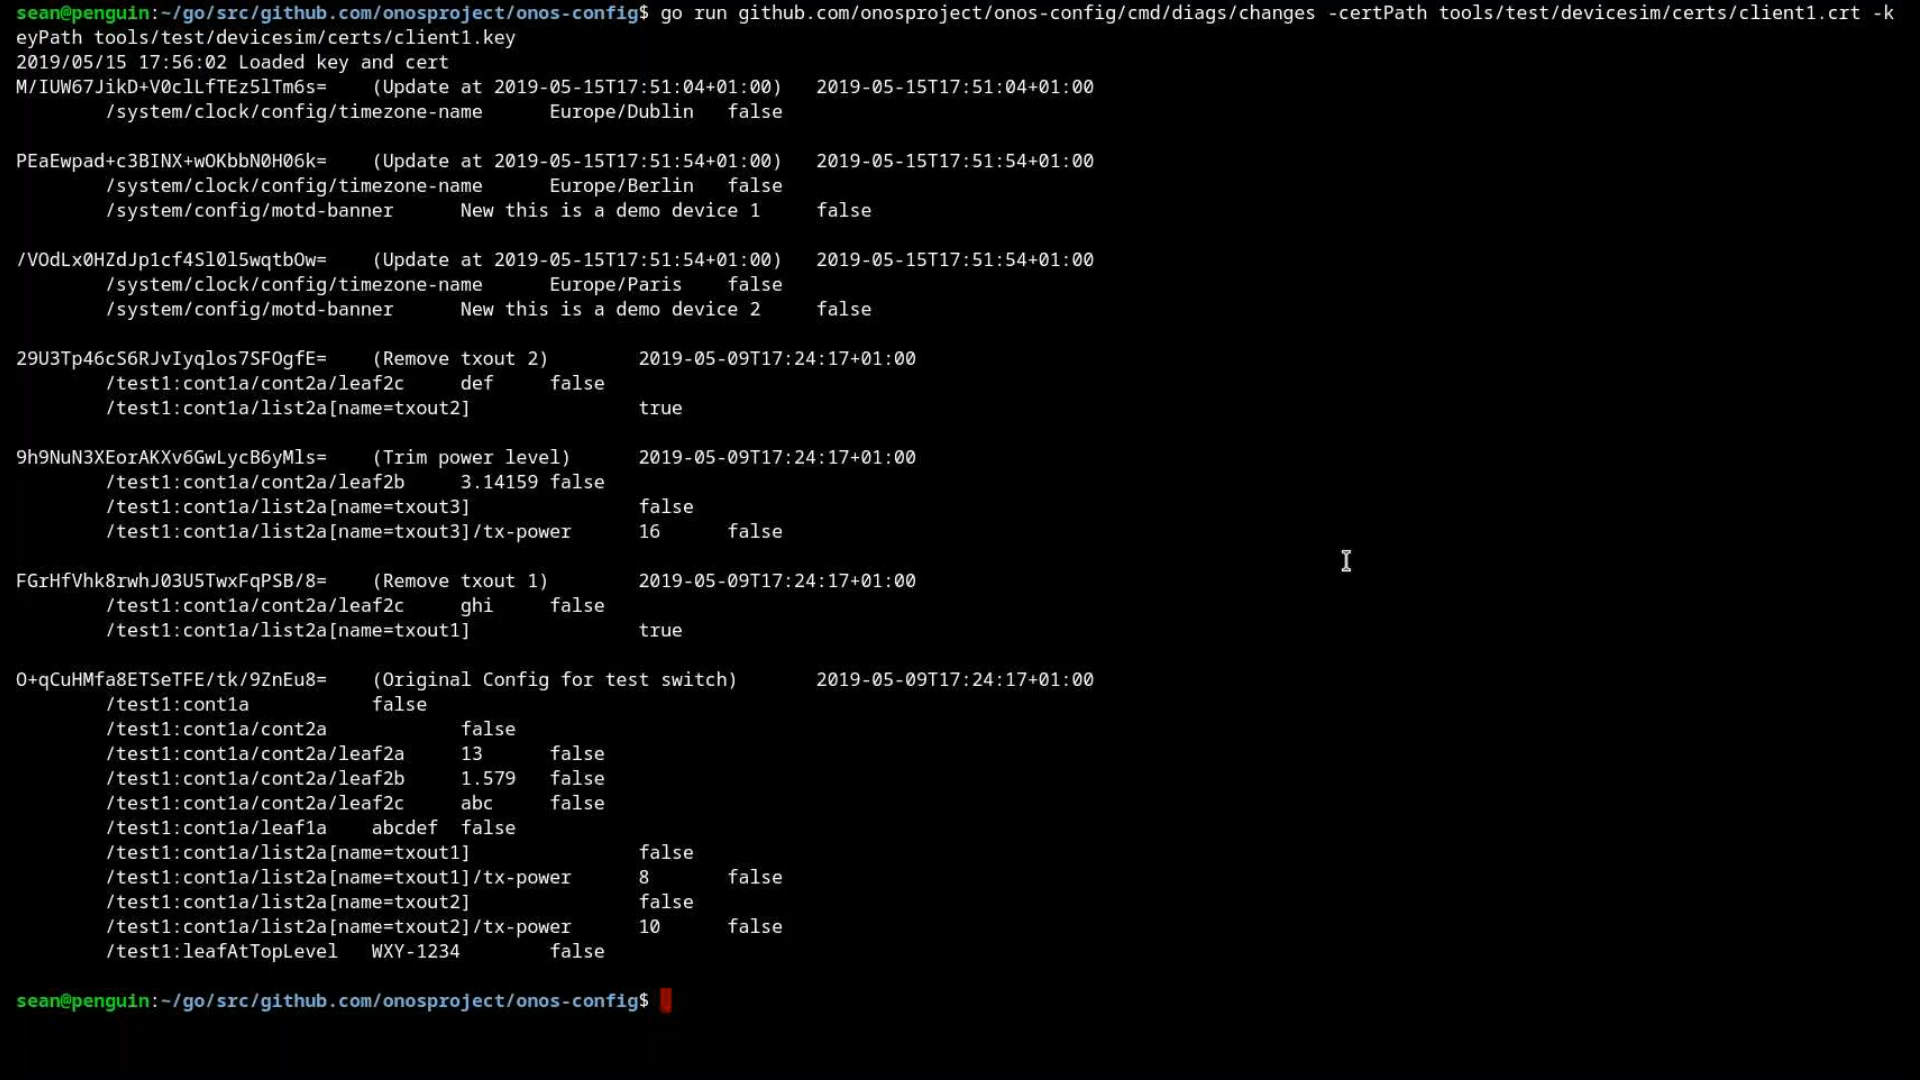 sean@penguin:~/go/src/github.com/onosproject/onos-config$ go run github.com/onosproject/onos-config/cmd/diags/changes -certPath tools/test/devicesim/certs/client1.crt -k
eyPath tools/test/devicesim/certs/client1.key
2019/05/15 17:56:02 Loaded key and cert
M/IUW67JikD+V0clLfTEz5lTm6s= (Update at 2019-05-15T17:51:04+01:00) 2019-05-15T17:51:04+01:00
/system/clock/config/timezone-name Europe/Dublin false
PEaEwpad+c3BINX+wOKbbN0H06k= (Update at 2019-05-15T17:51:54+01:00) 2019-05-15T17:51:54+01:00
/system/clock/config/timezone-name Europe/Berlin false
/system/config/motd-banner New this is a demo device 1 false
/VOdLx0HZdJp1cf4Sl0l5wqtbOw= (Update at 2019-05-15T17:51:54+01:00) 2019-05-15T17:51:54+01:00
/system/clock/config/timezone-name Europe/Paris false
/system/config/motd-banner New this is a demo device 2 false
29U3Tp46cS6RJvIyqlos7SFOgfE= (Remove txout 2) 2019-05-09T17:24:17+01:00
/test1:cont1a/cont2a/leaf2c def false
/test1:cont1a/list2a[name=txout2] true
9h9NuN3XEorAKXv6GwLycB6yMls= (Trim power level) 2019-05-09T17:24:17+01:00
/test1:cont1a/cont2a/leaf2b 3.14159 false
/test1:cont1a/list2a[name=txout3] false
/test1:cont1a/list2a[name=txout3]/tx-power 16 false
FGrHfVhk8rwhJ03U5TwxFqPSB/8= (Remove txout 1) 2019-05-09T17:24:17+01:00
/test1:cont1a/cont2a/leaf2c ghi false
/test1:cont1a/list2a[name=txout1] true
O+qCuHMfa8ETSeTFE/tk/9ZnEu8= (Original Config for test switch) 2019-05-09T17:24:17+01:00
/test1:cont1a false
/test1:cont1a/cont2a false
/test1:cont1a/cont2a/leaf2a 13 false
/test1:cont1a/cont2a/leaf2b 1.579 false
/test1:cont1a/cont2a/leaf2c abc false
/test1:cont1a/leaf1a abcdef false
/test1:cont1a/list2a[name=txout1] false
/test1:cont1a/list2a[name=txout1]/tx-power 8 false
/test1:cont1a/list2a[name=txout2] false
/test1:cont1a/list2a[name=txout2]/tx-power 10 false
/test1:leafAtTopLevel WXY-1234 false
sean@penguin:~/go/src/github.com/onosproject/onos-config$